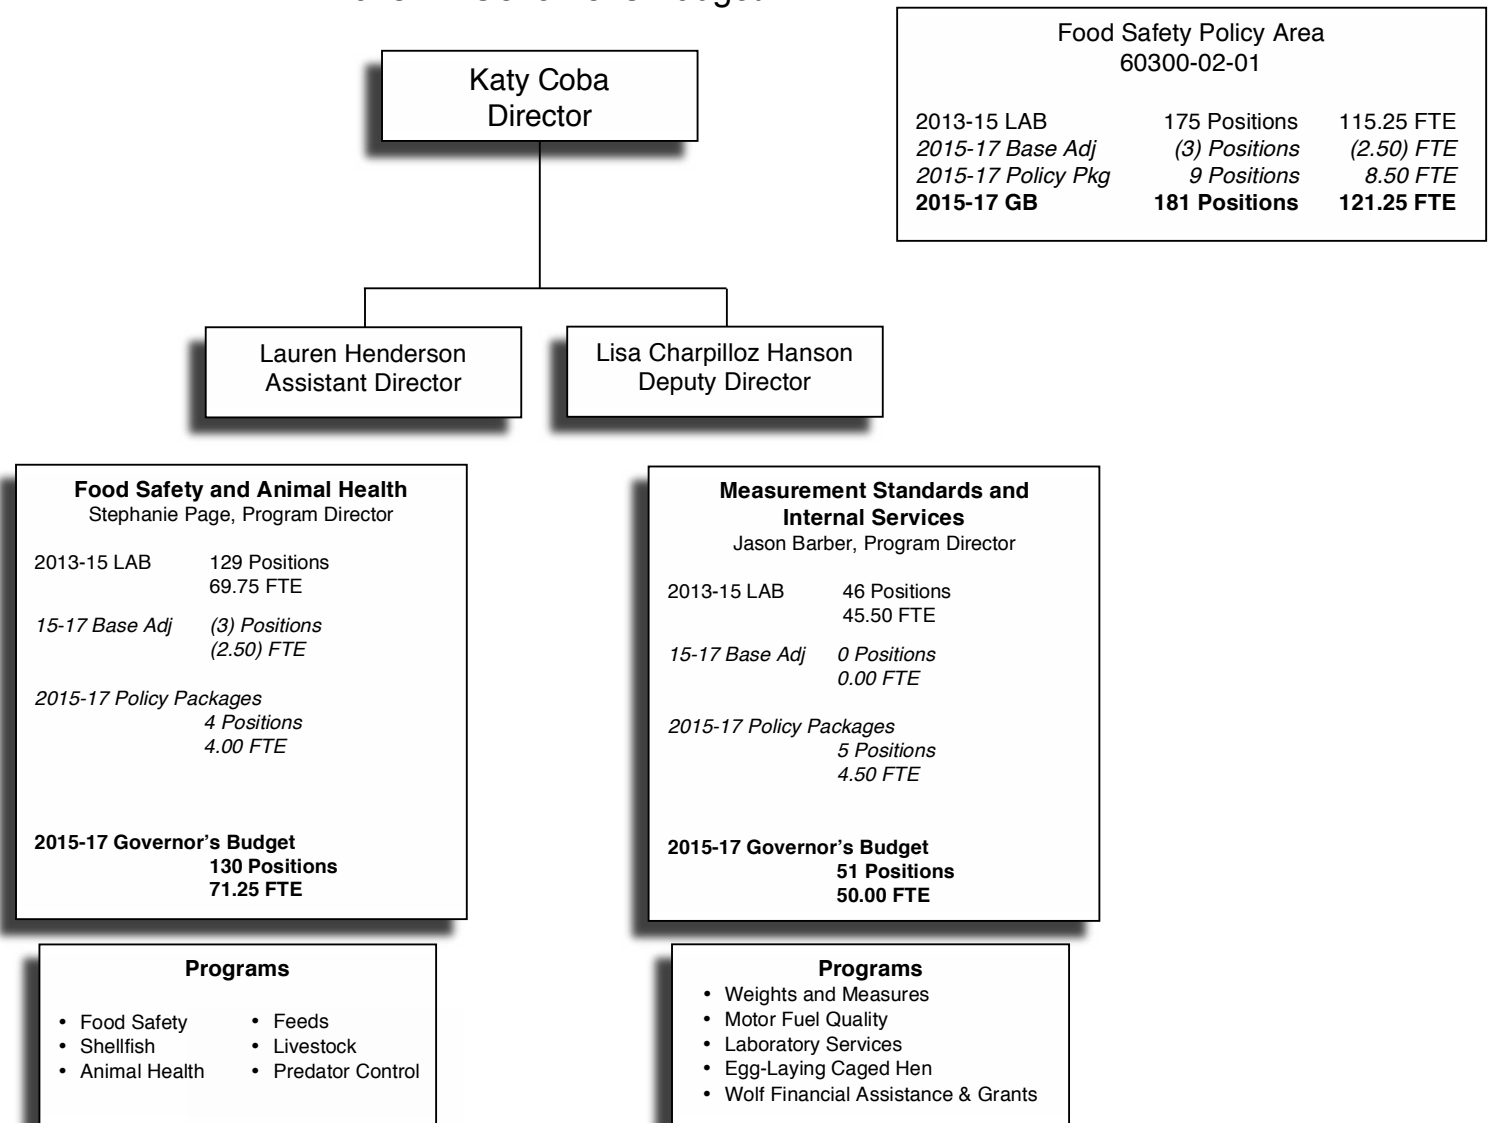 Food Safety Policy Area
60300-02-01
2013-15 LAB 175 Positions 115.25 FTE
2015-17 Base Adj (3) Positions (2.50) FTE
2015-17 Policy Pkg 9 Positions 8.50 FTE
2015-17 GB 181 Positions 121.25 FTE
Katy Coba
Director
Lauren Henderson
Assistant Director
Lisa Charpilloz Hanson
Deputy Director
Food Safety and Animal Health
Stephanie Page, Program Director
2013-15 LAB 129 Positions
69.75 FTE
15-17 Base Adj (3) Positions
(2.50) FTE
2015-17 Policy Packages
4 Positions
4.00 FTE
2015-17 Governor's Budget
130 Positions
71.25 FTE
Measurement Standards and
Internal Services
Jason Barber, Program Director
2013-15 LAB 46 Positions
45.50 FTE
15-17 Base Adj 0 Positions
0.00 FTE
2015-17 Policy Packages
5 Positions
4.50 FTE
2015-17 Governor's Budget
51 Positions
50.00 FTE
Programs
• Food Safety • Feeds
• Shellfish • Livestock
• Animal Health • Predator Control
Programs
• Weights and Measures
• Motor Fuel Quality
• Laboratory Services
• Egg-Laying Caged Hen
• Wolf Financial Assistance & Grants